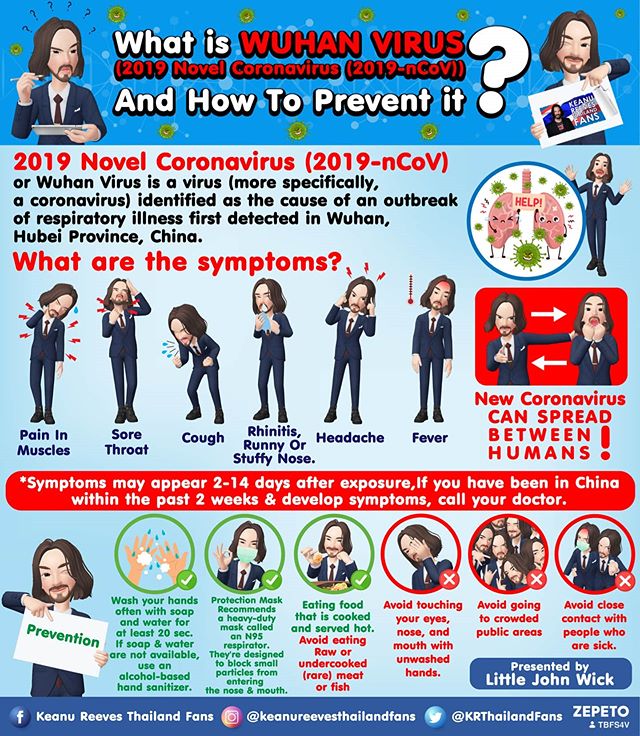 What is WUHAN VIRUS
(2019 Novel Coronavirus (2019-nCoV))
And How To Prevent it
?
KEANU
REEVES
THAILAND
FANS
2019 Novel Coronavirus (2019-nCoV)
or Wuhan Virus is a virus (more specifically,
a coronavirus) identified as the cause of an outbreak
of respiratory illness first detected in Wuhan,
Hubei Province, China.
HELP!
What are the symptoms?
Pain In
Muscles
Sore
Throat
Cough
Rhinitis,
Runny Or
Stuffy Nose.
Headache
Fever
New Coronavirus
CAN SPREAD
BETWEEN
HUMANS !
*Symptoms may appear 2-14 days after exposure,If you have been in China
within the past 2 weeks & develop symptoms, call your doctor.
Prevention
Wash your hands
often with soap
and water for
at least 20 sec.
If soap & water
are not available,
use an
alcohol-based
hand sanitizer.
Protection Mask
Recommends
a heavy-duty
mask called
an N95
respirator.
They're designed
to block small
particles from
entering
the nose & mouth.
Eating food
that is cooked
and served hot.
Avoid eating
Raw or
undercooked
(rare) meat
or fish
Avoid touching
your eyes,
nose, and
mouth with
unwashed
hands.
Avoid going
to crowded
public areas
Avoid close
contact with
people who
are sick.
Presented by
Little John Wick
f Keanu Reeves Thailand Fans
@keanureevesthailandfans
@KRThailandFans
ZEPETO
TBFS4V